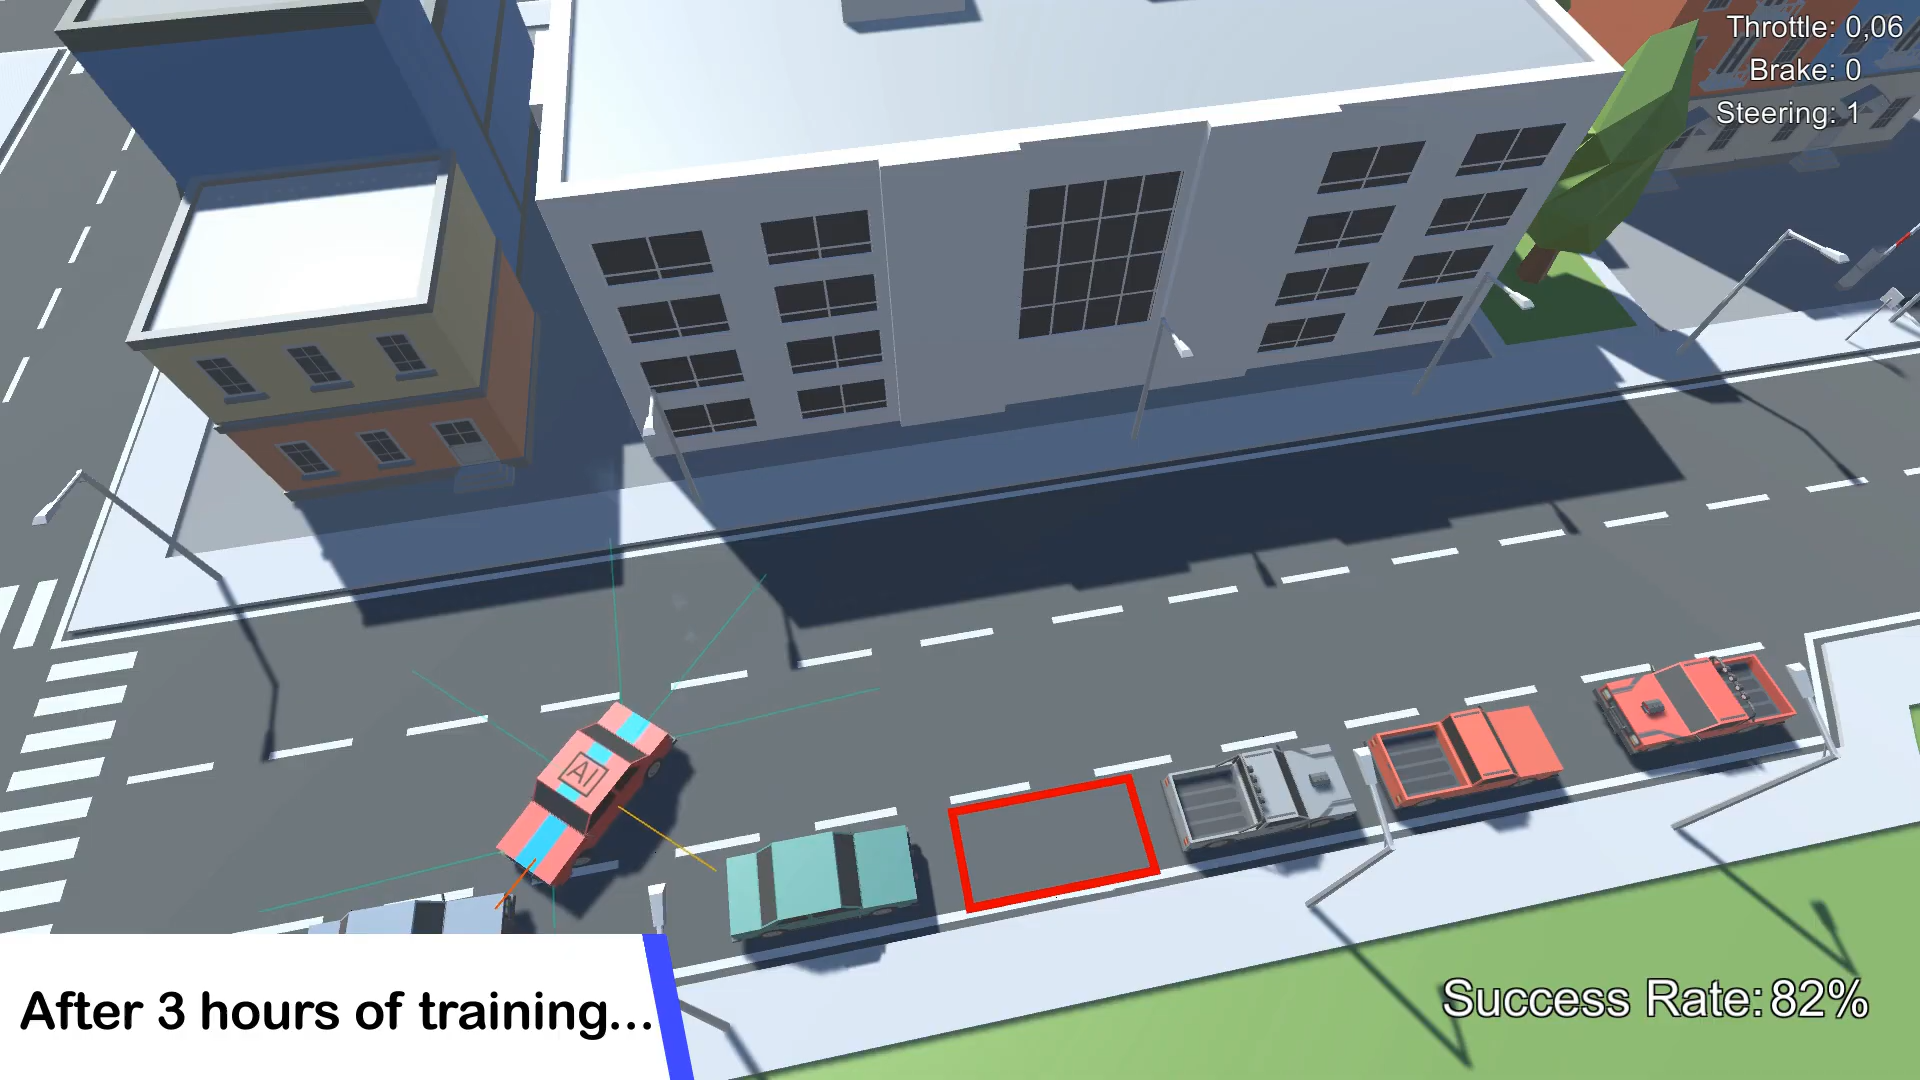 Throttle: 0,06
Brake: 0
Steering: 1
AI
After 3 hours of training...
Success Rate: 82%